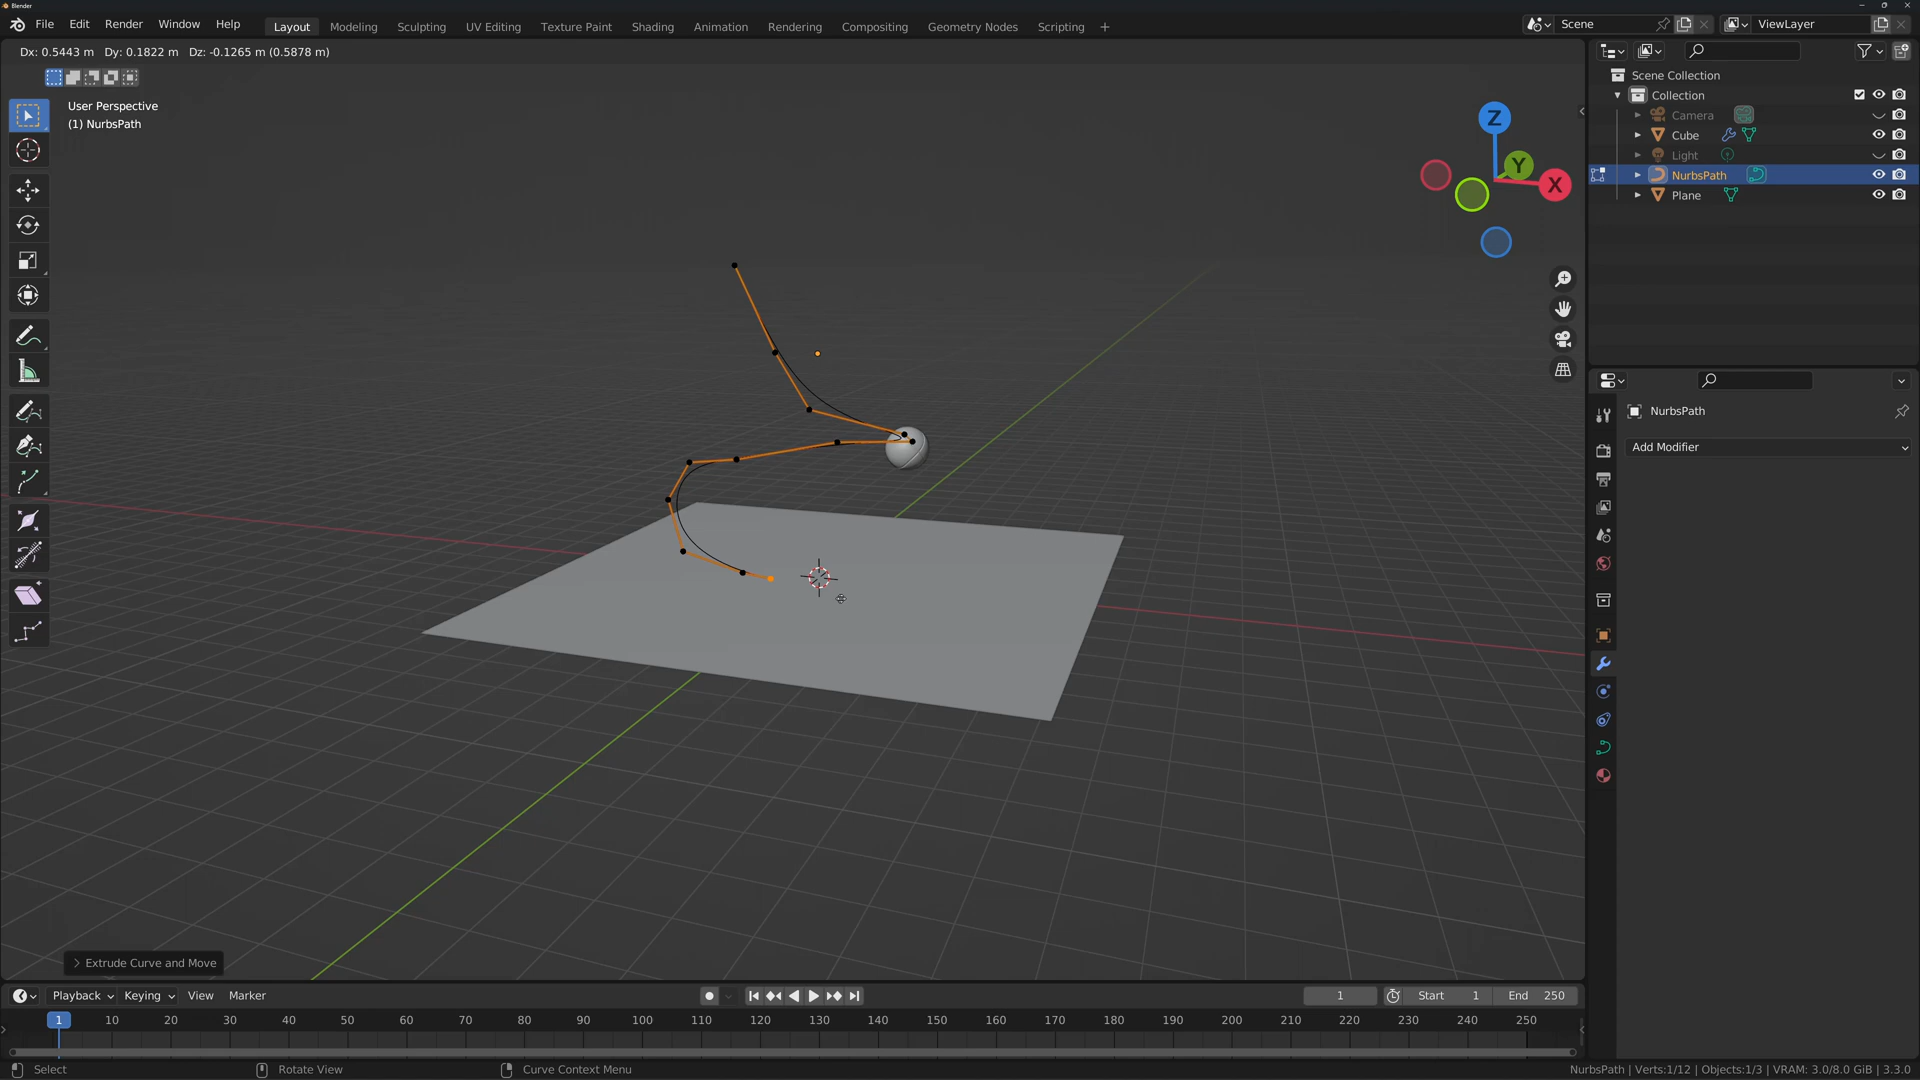 Blender
File Edit Render Window Help Layout Modeling Sculpting UV Editing Texture Paint Shading Animation Rendering Compositing Geometry Nodes Scripting + Scene ViewLayer
Dx: 0.5443 m Dy: 0.1822 m Dz: -0.1265 m (0.5878 m)
User Perspective
(1) NurbsPath
Z
Y
X
Scene Collection
Collection
Camera
Cube
Light
NurbsPath
Plane
NurbsPath
Add Modifier
Extrude Curve and Move
Playback Keying View Marker 1 Start 1 End 250
1 10 20 30 40 50 60 70 80 90 100 110 120 130 140 150 160 170 180 190 200 210 220 230 240 250
Select Rotate View Curve Context Menu NurbsPath | Verts:1/12 | Objects:1/3 | VRAM: 3.0/8.0 GiB | 3.3.0